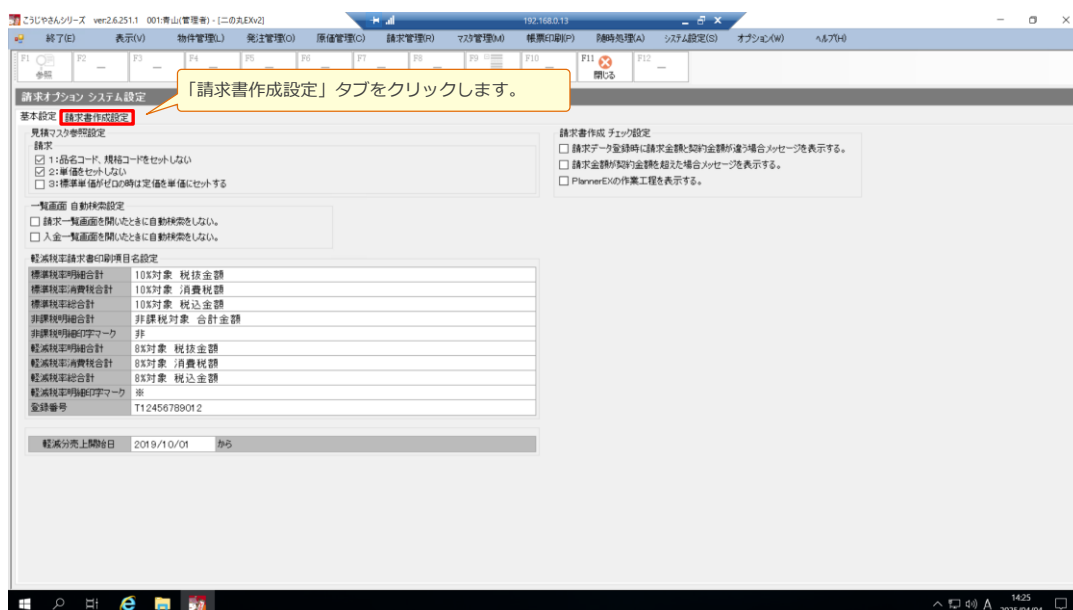 こうじやさんシリーズ ver:2.6.251.1 001:青山(管理者) - [二の丸EXv2] 192.168.0.13
終了(E) 表示(V) 物件管理(L) 発注管理(O) 原価管理(C) 請求管理(R) マスタ管理(M) 帳票印刷(P) 随時処理(A) システム設定(S) オプション(W) ヘルプ(H)
F1 F2 F3 F4 F5 F6 F7 F8 F9 F10 F11 F12
参照 閉じる
「請求書作成設定」タブをクリックします。
請求オプション システム設定
基本設定 請求書作成設定
見積マスタ参照設定
請求
1:品名コード、規格コードをセットしない
2:単価をセットしない
3:標準単価がゼロの時は定価を単価にセットする
請求書作成 チェック設定
請求データ登録時に請求金額と契約金額が違う場合メッセージを表示する。
請求金額が契約金額を超えた場合メッセージを表示する。
PlannerEXの作業工程を表示する。
一覧画面 自動検索設定
請求一覧画面を開いたときに自動検索をしない。
入金一覧画面を開いたときに自動検索をしない。
軽減税率請求書印刷項目名設定
標準税率明細合計 10%対象 税抜金額
標準税率消費税合計 10%対象 消費税額
標準税率総合計 10%対象 税込金額
非課税明細合計 非課税対象 合計金額
非課税明細印字マーク 非
軽減税率明細合計 8%対象 税抜金額
軽減税率消費税合計 8%対象 消費税額
軽減税率総合計 8%対象 税込金額
軽減税率明細印字マーク ※
登録番号 T12456789012
軽減分売上開始日 2019/10/01 から
A 14:25
2025/04/04